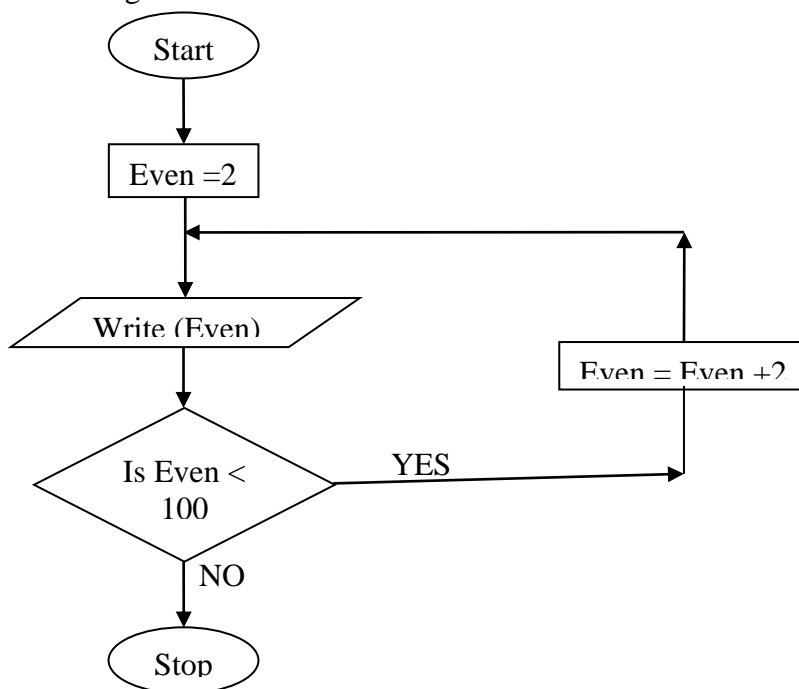 Start
Even =2
Write (Even)
Even = Even +2
Is Even <
100
YES
NO
Stop